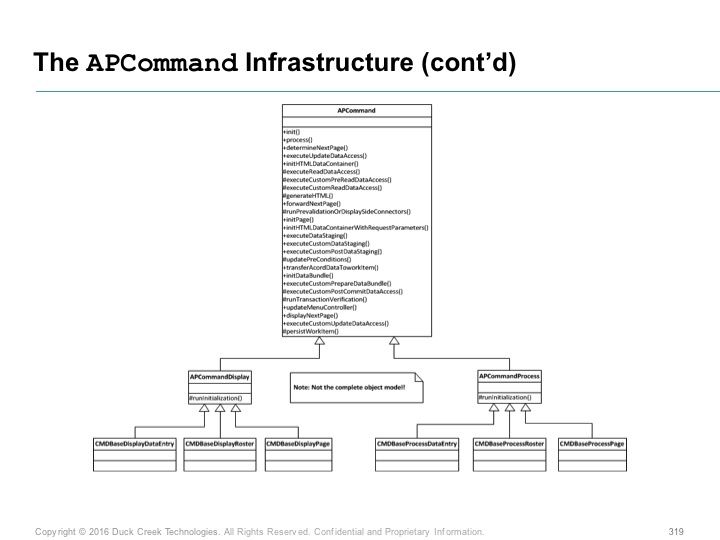 The APCommand Infrastructure (cont’d)
APCommand
+init()
+process()
+determineNextPage()
+executeUpdateDataAccess()
+initHTMLDataContainer()
#executeReadDataAccess()
#executeCustomPreReadDataAccess()
#executeCustomReadDataAccess()
#generateHTML()
+forwardNextPage()
#runPrevalidationOrDisplaySideConnectors()
+initPage()
+initHTMLDataContainerWithRequestParameters()
+executeDataStaging()
+executeCustomDataStaging()
+executeCustomPostDataStaging()
#updatePreConditions()
+transferAcordDataToworkItem()
+initDataBundle()
+executeCustomPrepareDataBundle()
#executeCustomPostCommitDataAccess()
#runTransactionVerification()
+updateMenuController()
+displayNextPage()
+executeCustomUpdateDataAccess()
#persistWorkItem()
APCommandDisplay
#runInitialization()
Note: Not the complete object model!
APCommandProcess
#runInitialization()
CMDBaseDisplayDataEntry
CMDBaseDisplayRoster
CMDBaseDisplayPage
CMDBaseProcessDataEntry
CMDBaseProcessRoster
CMDBaseProcessPage
Copyright © 2016 Duck Creek Technologies. All Rights Reserved. Confidential and Proprietary Information.
319